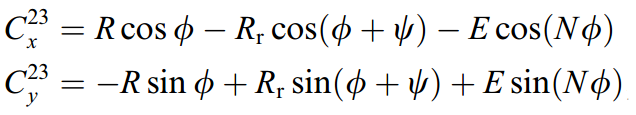 C_x^{23} = R cos ϕ − R_r cos(ϕ + ψ) − E cos(Nϕ)
C_y^{23} = −R sin ϕ + R_r sin(ϕ + ψ) + E sin(Nϕ)